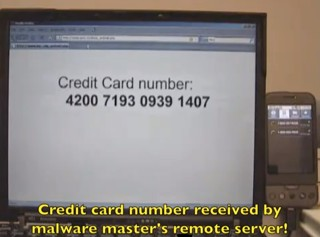 Credit Card number:
4200 7193 0939 1407
Credit card number received by
malware master's remote server!